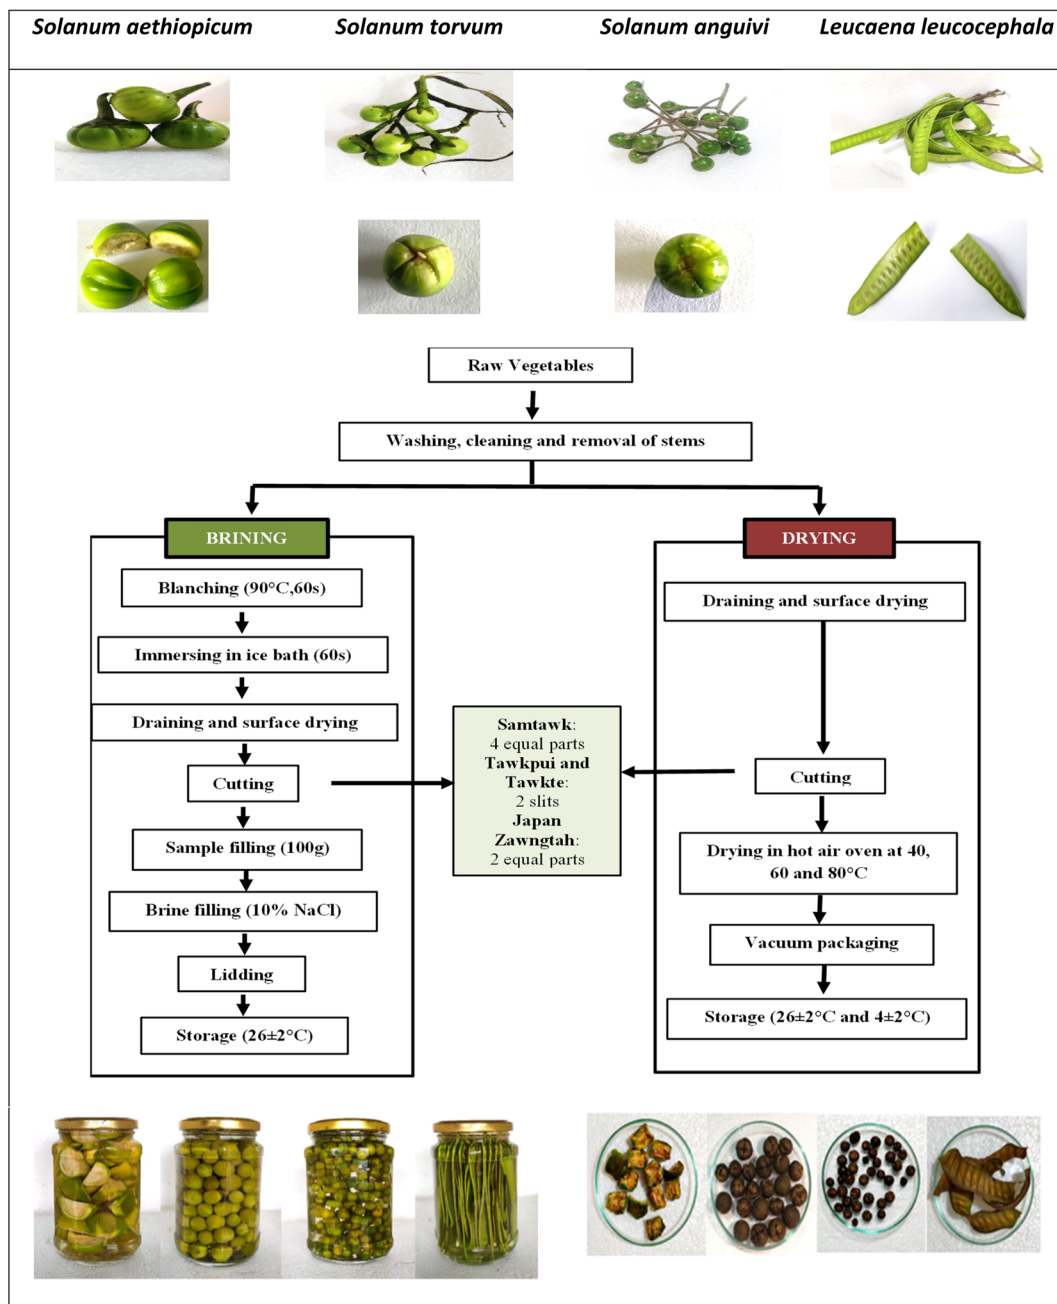 Solanum aethiopicum
Solanum torvum
Solanum anguivi
Leucaena leucocephala
Raw Vegetables
Washing, cleaning and removal of stems
BRINING
Blanching (90°C,60s)
Immersing in ice bath (60s)
Draining and surface drying
Cutting
Sample filling (100g)
Brine filling (10% NaCl)
Lidding
Storage (26±2°C)
Samtawk:
4 equal parts
Tawkpui and
Tawkte:
2 slits
Japan
Zawngtah:
2 equal parts
DRYING
Draining and surface drying
Cutting
Drying in hot air oven at 40,
60 and 80°C
Vacuum packaging
Storage (26±2°C and 4±2°C)